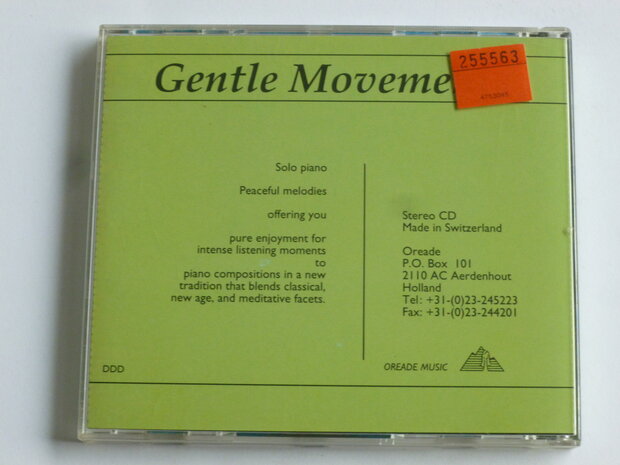 Gentle Moveme
255563
4753045
Solo piano
Peaceful melodies
offering you
pure enjoyment for
intense listening moments
to
piano compositions in a new
tradition that blends classical,
new age, and meditative facets.
Stereo CD
Made in Switzerland
Oreade
P.O. Box 101
2110 AC Aerdenhout
Holland
Tel: +31-(0)23-245223
Fax: +31-(0)23-244201
DDD
OREADE MUSIC